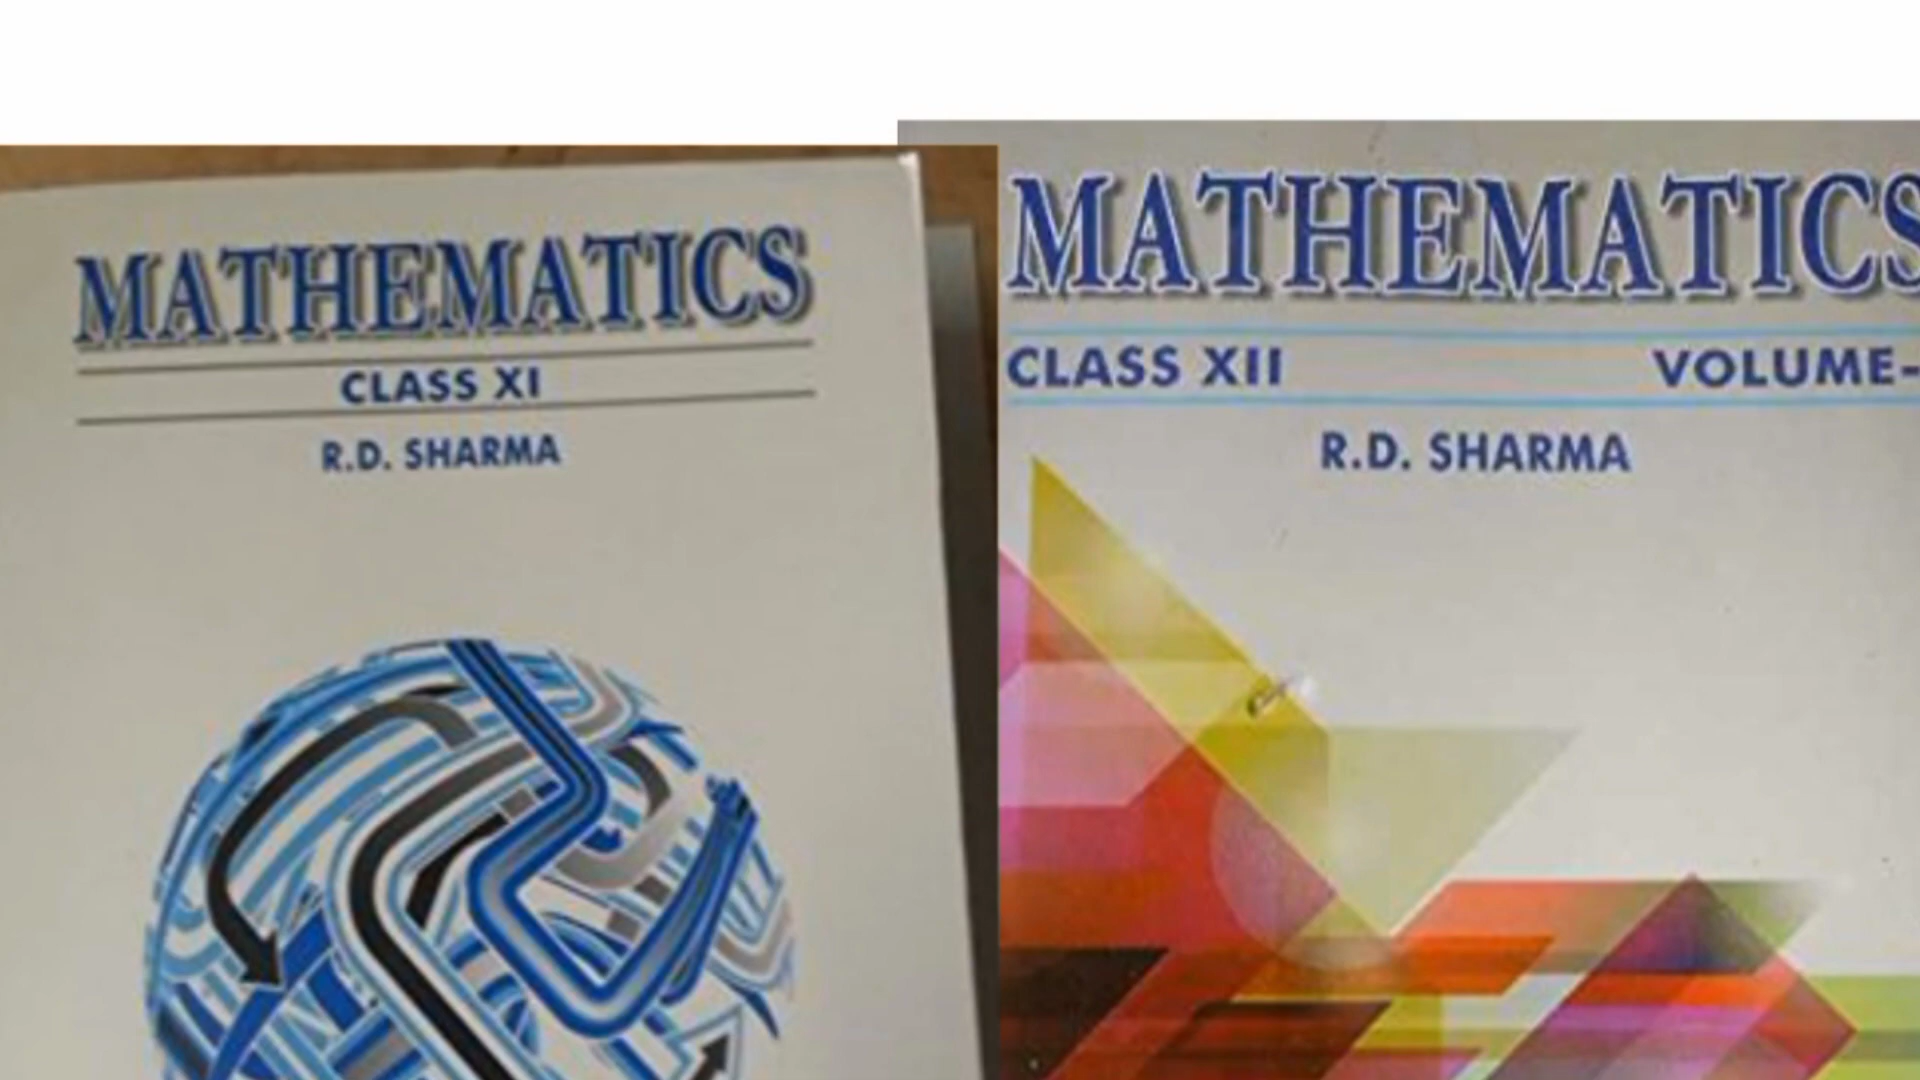 MATHEMATICS
CLASS XI
R.D. SHARMA
MATHEMATICS
CLASS XII VOLUME-
R.D. SHARMA